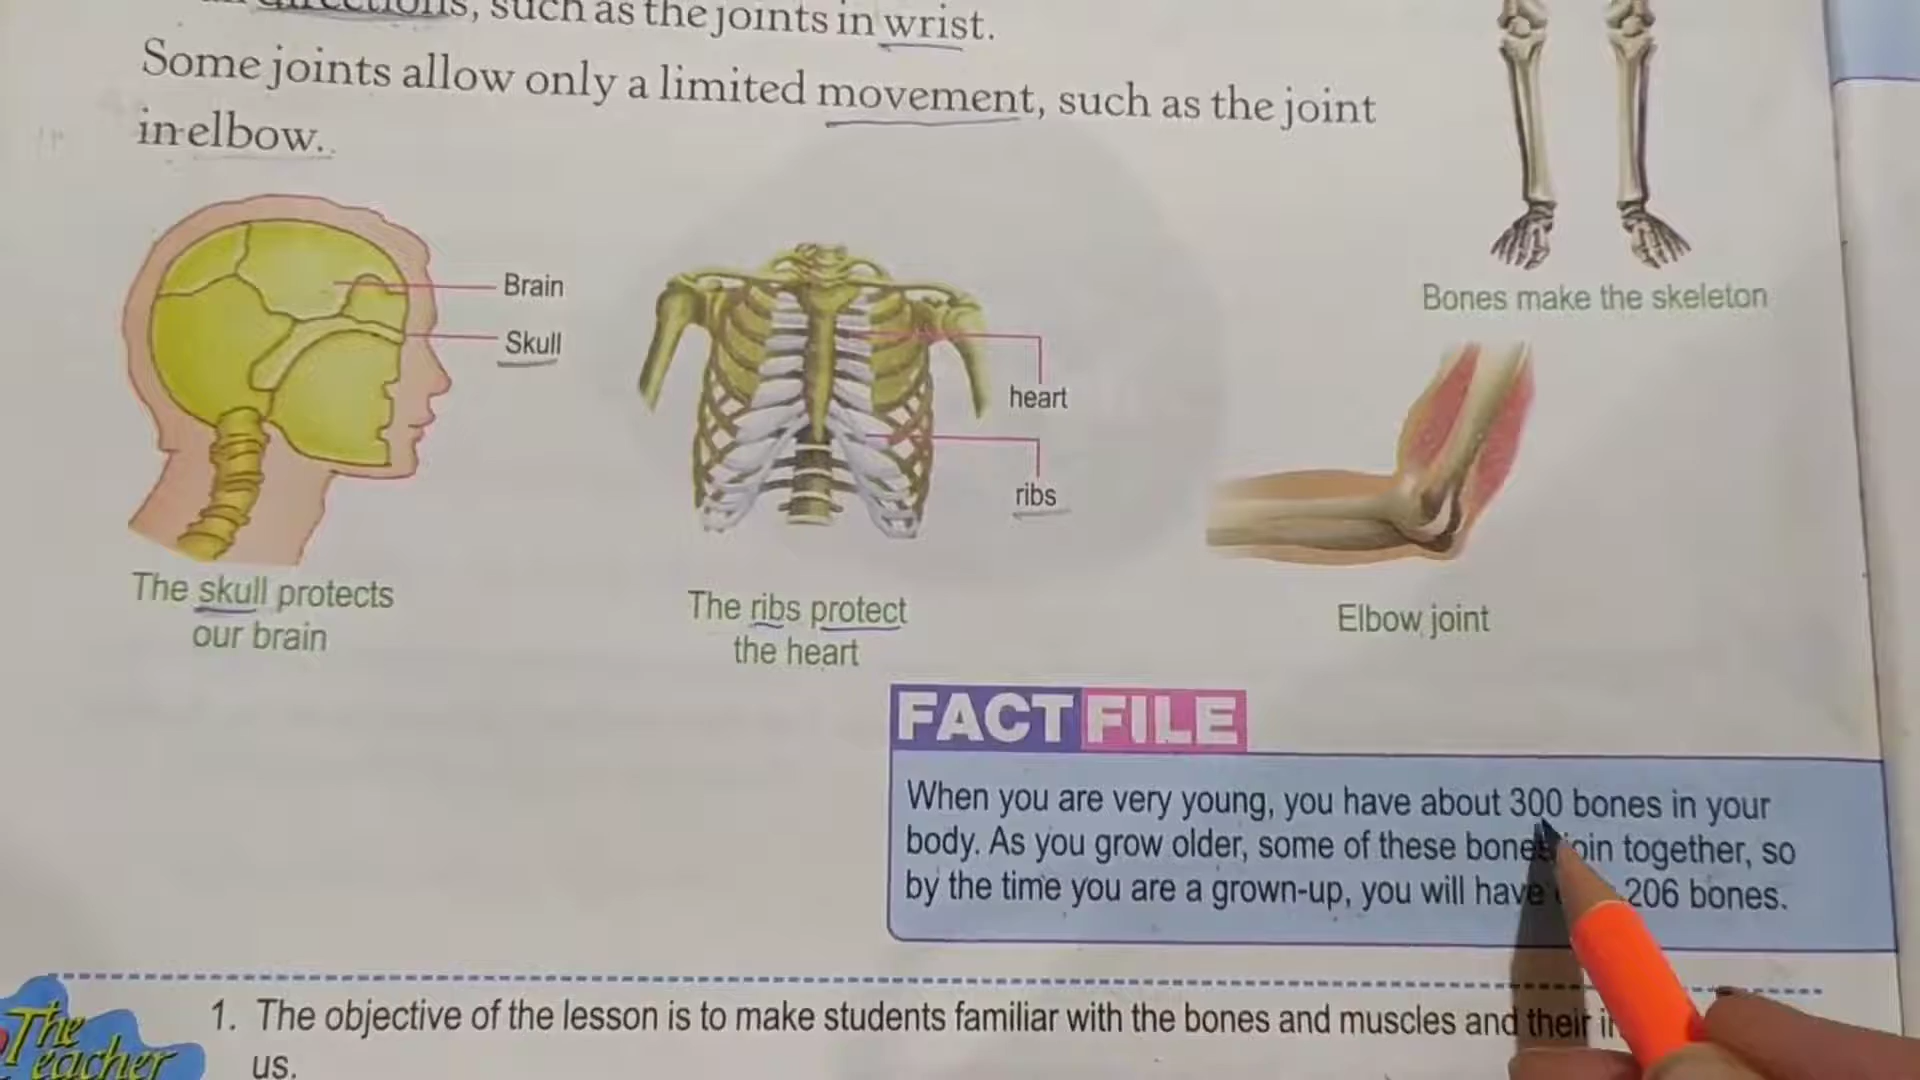 directions, such as the joints in wrist.
Some joints allow only a limited movement, such as the joint
in elbow.
Brain
Skull
heart
ribs
Bones make the skeleton
The skull protects
our brain
The ribs protect
the heart
Elbow joint
FACT FILE
When you are very young, you have about 300 bones in your
body. As you grow older, some of these bones join together, so
by the time you are a grown-up, you will have 206 bones.
1. The objective of the lesson is to make students familiar with the bones and muscles and their
us.
The
Teacher